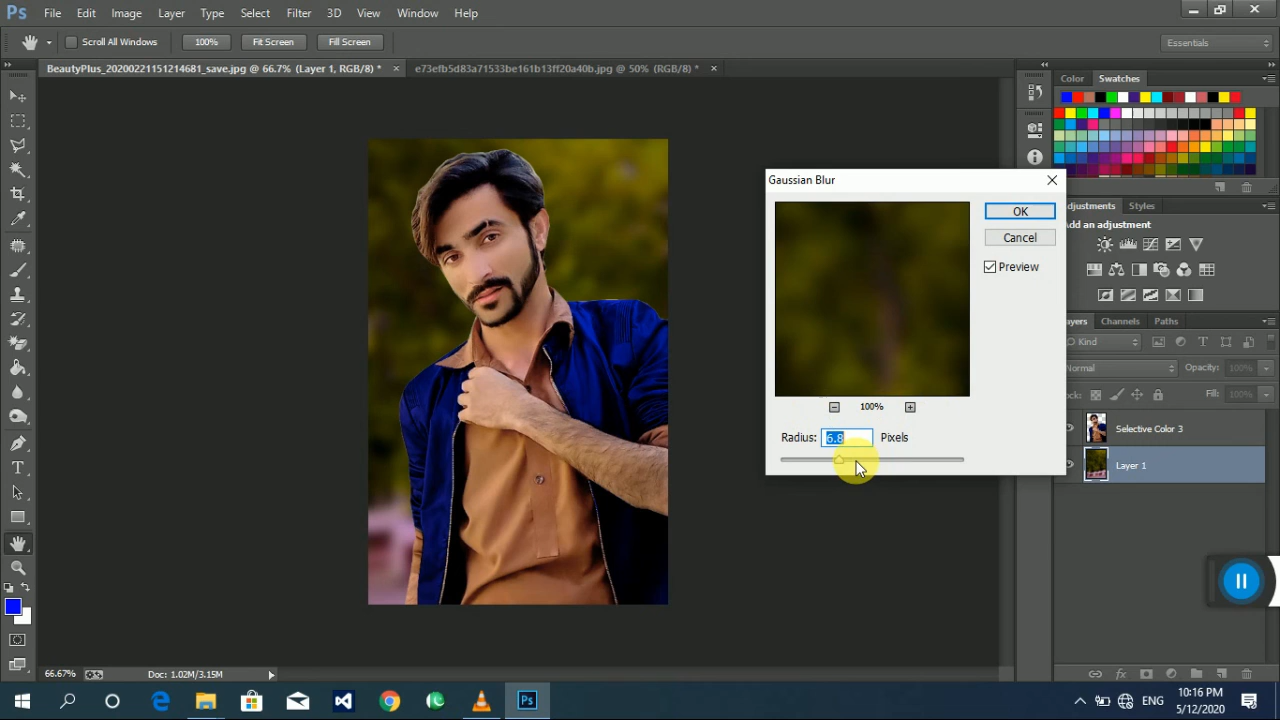 Ps File Edit Image Layer Type Select Filter 3D View Window Help
Scroll All Windows 100% Fit Screen Fill Screen Essentials
BeautyPlus_20200221151214681_save.jpg @ 66.7% (Layer 1, RGB/8) * × e73efb5d83a71533be161b13ff20a40b.jpg @ 50% (RGB/8) * ×
Color Swatches
Gaussian Blur
OK
Cancel
Preview
100%
Radius: 6.8 Pixels
djustments Styles
Add an adjustment
ayers Channels Paths
Kind
Normal Opacity: 100%
ock: Fill: 100%
Selective Color 3
Layer 1
T
66.67% Doc: 1.02M/3.15M
Ps ENG 10:16 PM
5/12/2020